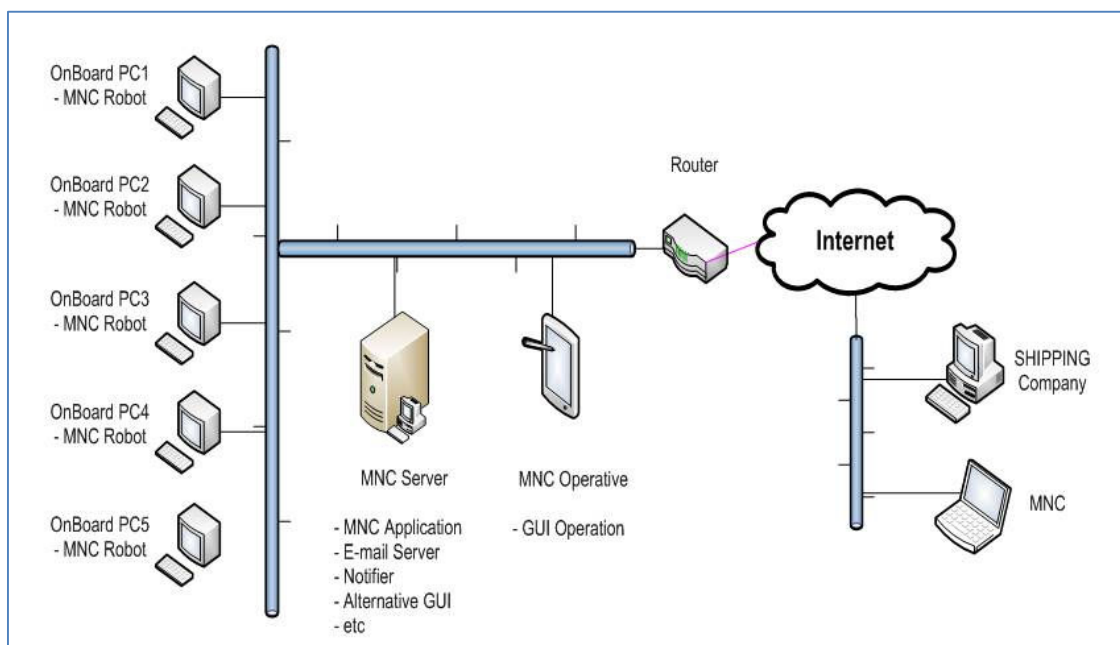 OnBoard PC1
- MNC Robot
OnBoard PC2
- MNC Robot
OnBoard PC3
- MNC Robot
OnBoard PC4
- MNC Robot
OnBoard PC5
- MNC Robot
MNC Server
- MNC Application
- E-mail Server
- Notifier
- Alternative GUI
- etc
MNC Operative
- GUI Operation
Router
Internet
SHIPPING
Company
MNC